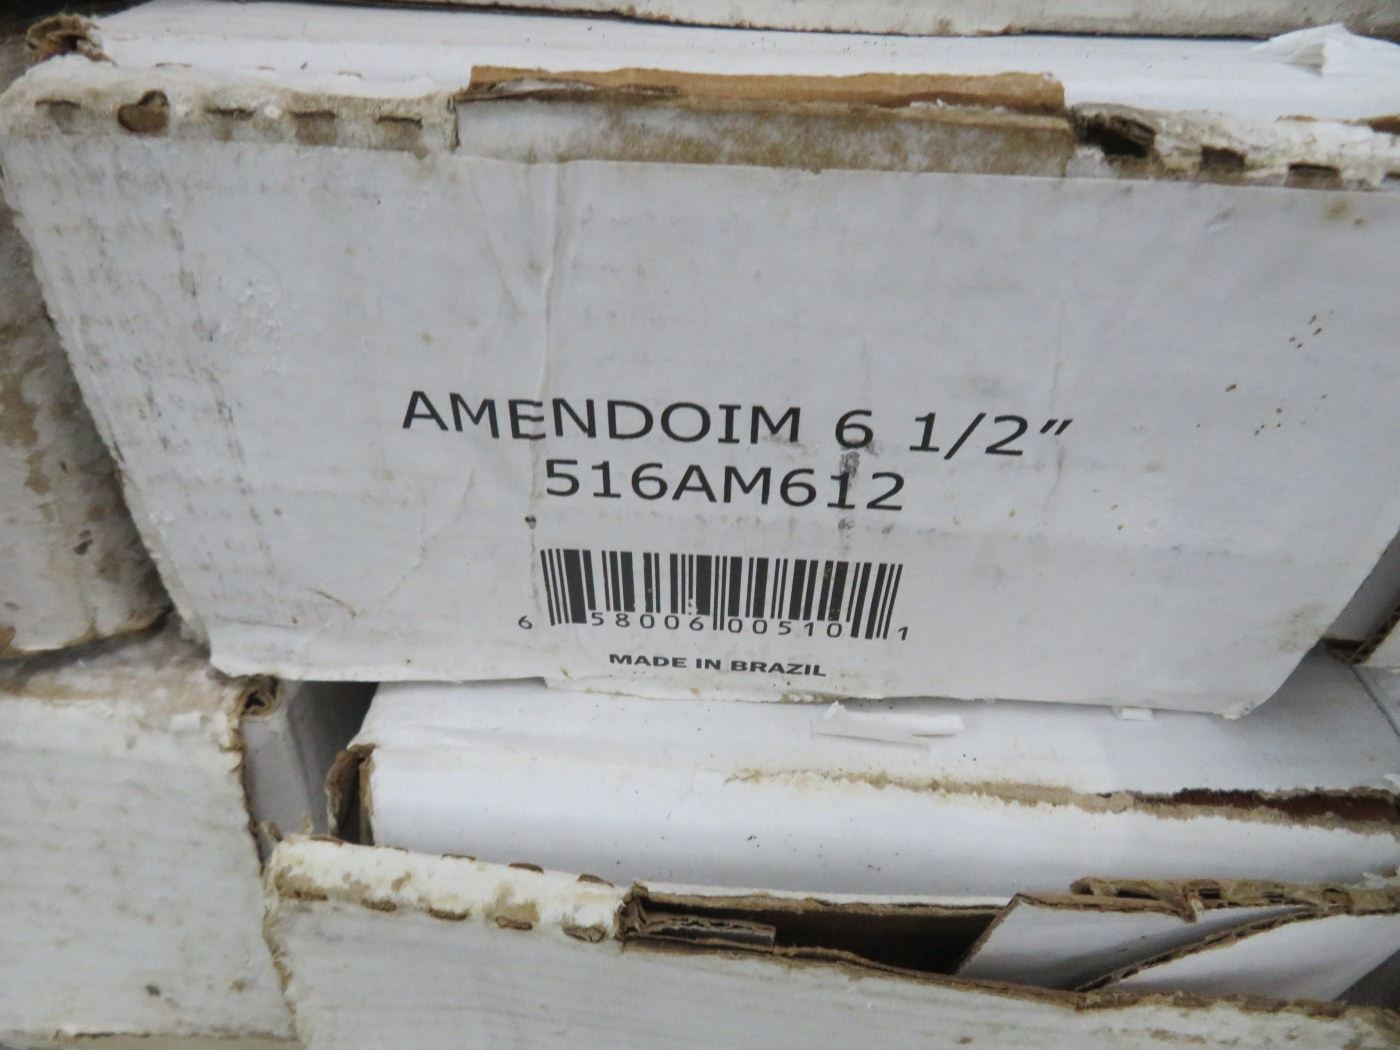 AMENDOIM 6 1/2"
516AM612
6 58006 00510 1
MADE IN BRAZIL